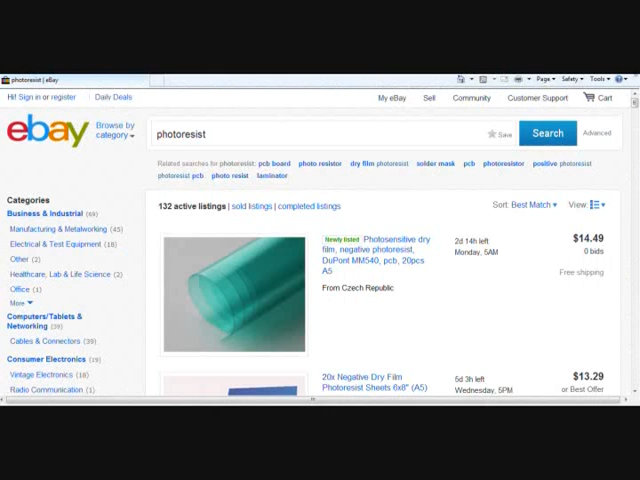 photoresist | eBay
Page
Safety
Tools
Hi! Sign in or register
Daily Deals
My eBay
Sell
Community
Customer Support
Cart
ebay
Browse by
category
photoresist
Save
Search
Advanced
Related searches for photoresist: pcb board photo resistor dry film photoresist solder mask pcb photoresistor positive photoresist
photoresist pcb photo resist laminator
Categories
Business & Industrial (69)
Manufacturing & Metalworking (45)
Electrical & Test Equipment (18)
Other (2)
Healthcare, Lab & Life Science (2)
Office (1)
More
Computers/Tablets &
Networking (39)
Cables & Connectors (39)
Consumer Electronics (19)
Vintage Electronics (18)
Radio Communication (1)
132 active listings | sold listings | completed listings
Sort: Best Match
View:
Newly listed Photosensitive dry
film, negative photoresist,
DuPont MM540, pcb, 20pcs
A5
From Czech Republic
2d 14h left
Monday, 5AM
$14.49
0 bids
Free shipping
20x Negative Dry Film
Photoresist Sheets 6x8" (A5)
5d 3h left
Wednesday, 5PM
$13.29
or Best Offer